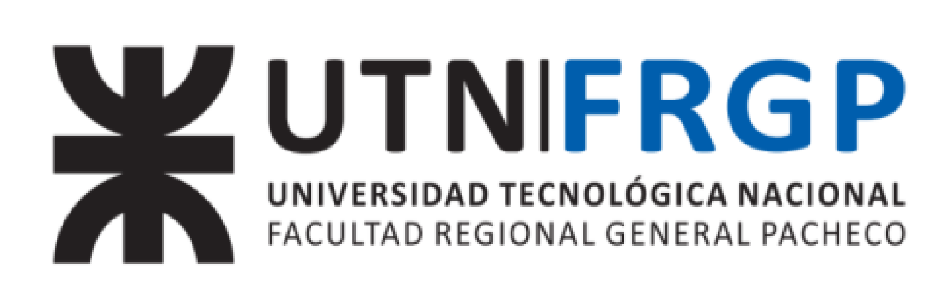 UTN|FRGP
UNIVERSIDAD TECNOLÓGICA NACIONAL
FACULTAD REGIONAL GENERAL PACHECO